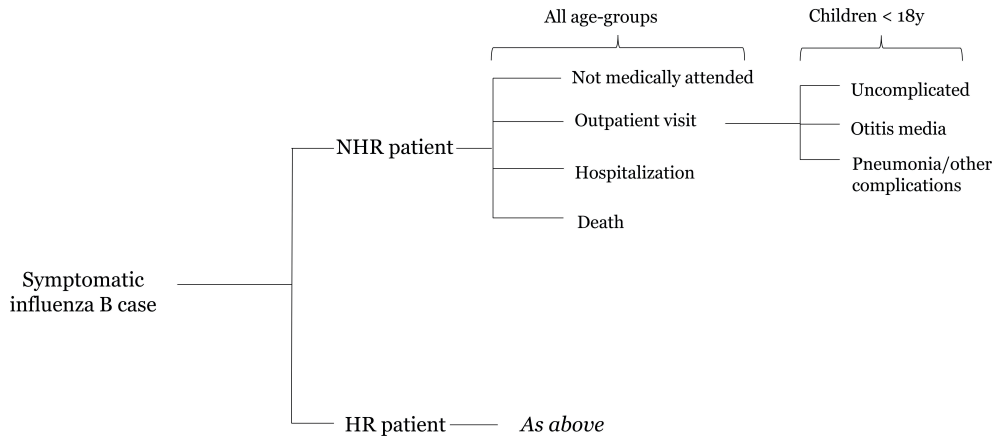 All age-groups
Children < 18y
Not medically attended
Outpatient visit
Hospitalization
Death
Uncomplicated
Otitis media
Pneumonia/other
complications
NHR patient
Symptomatic
influenza B case
HR patient
As above